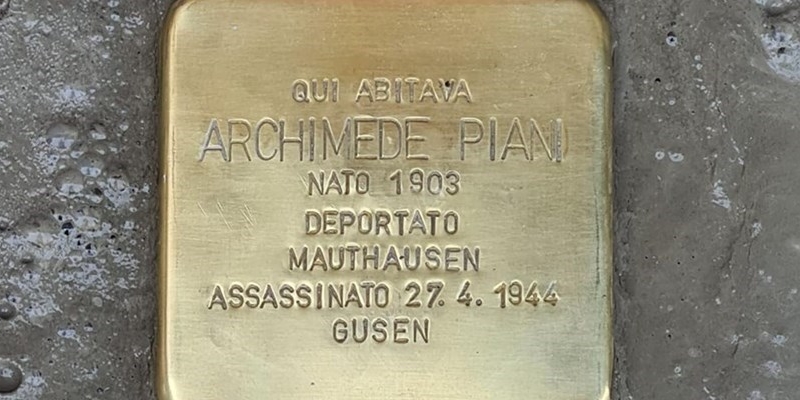 QUI ABITAVA
ARCHIMEDE PIANI
NATO 1903
DEPORTATO
MAUTHAUSEN
ASSASSINATO 27. 4. 1944
GUSEN